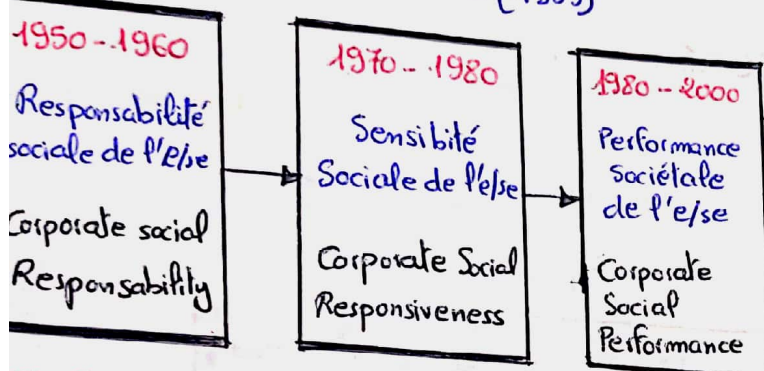 (1999)
1950--1960
Responsabilité
sociale de l'e/se
Corporate social
Responsability
1970--1980
Sensibité
Sociale de l'e/se
Corporate Social
Responsiveness
1980--2000
Performance
Sociétale
de l'e/se
Corporate
Social
Performance